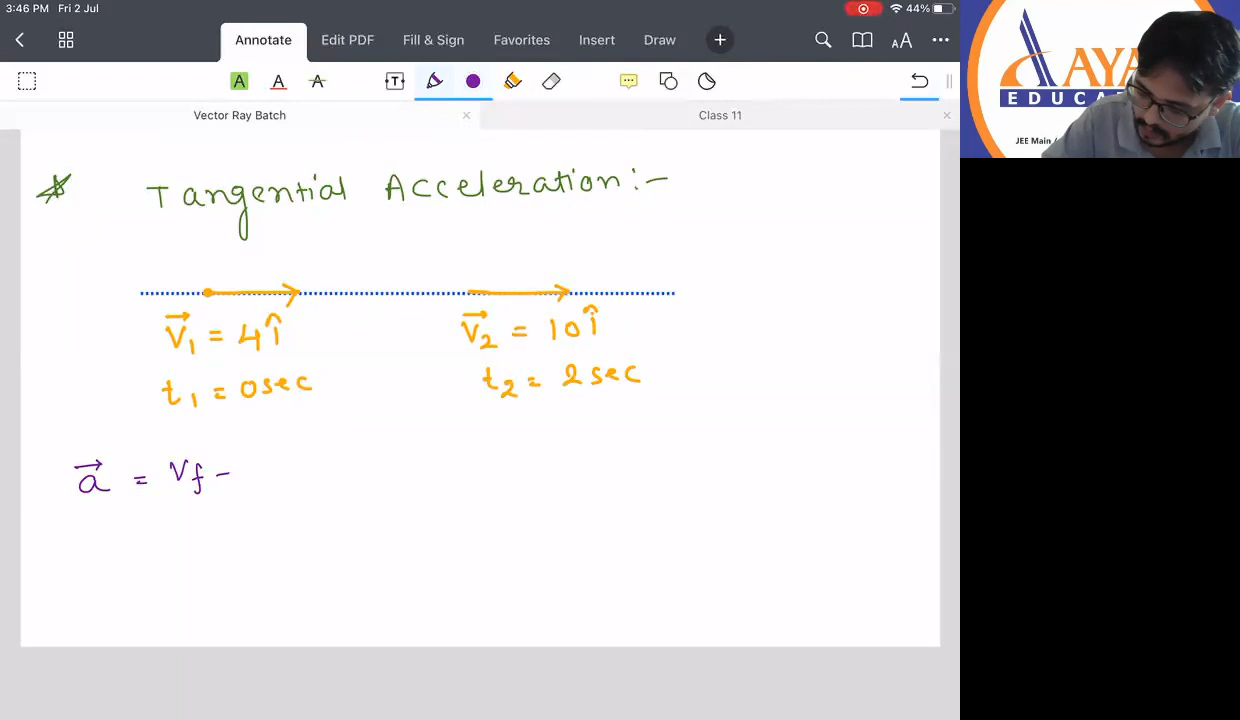 3:46 PM Fri 2 Jul
44%
Annotate Edit PDF Fill & Sign Favorites Insert Draw
Vector Ray Batch
Class 11
Tangential Acceleration:-
V⃗₁ = 4î
t₁ = 0sec
V⃗₂ = 10î
t₂ = 2sec
a⃗ = Vf -
AYA
EDUCA
JEE Main /